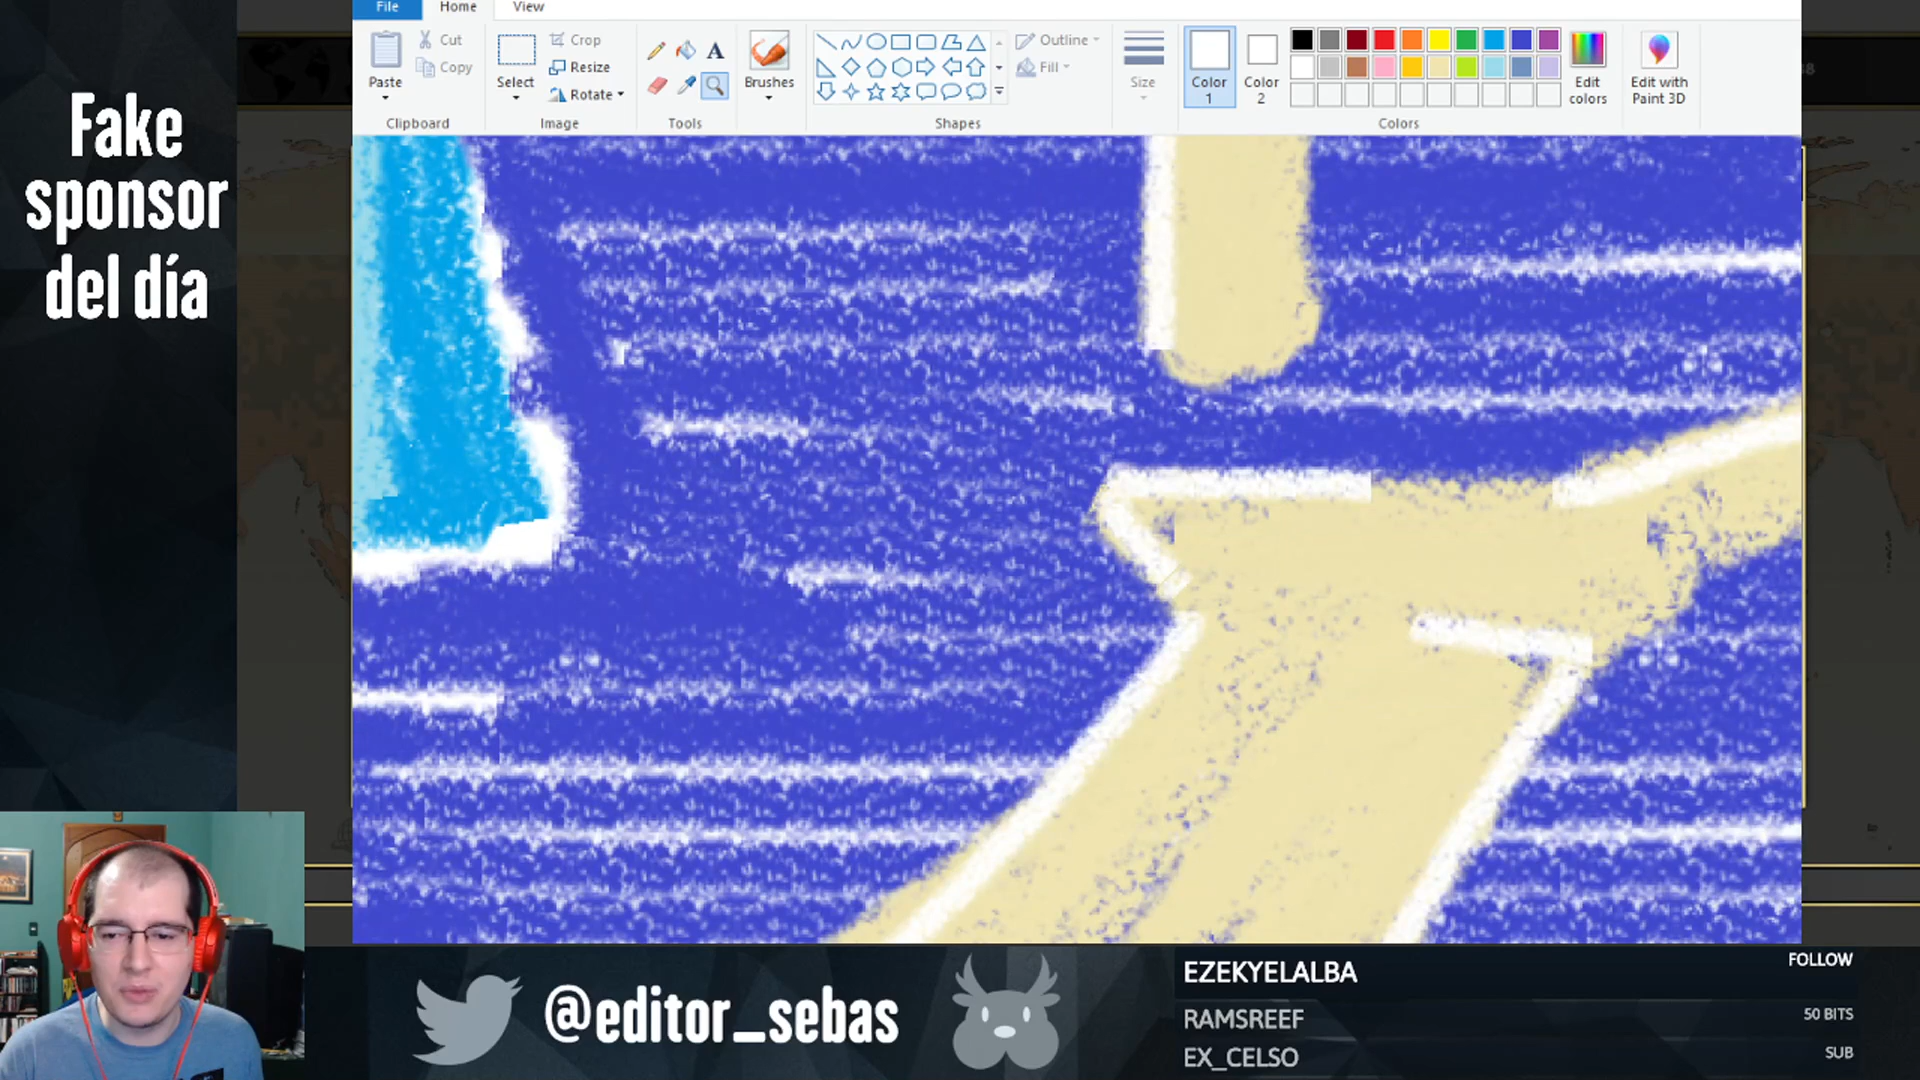 File Home View
Paste
Cut
Copy
Clipboard
Select
Crop
Resize
Rotate
Image
Tools
Brushes
Shapes
Outline
Fill
Size
Color
1
Color
2
Edit
colors
Colors
Edit with
Paint 3D
Fake
sponsor
del día
@editor_sebas
EZEKYELALBA FOLLOW
RAMSREEF 50 BITS
EX_CELSO SUB